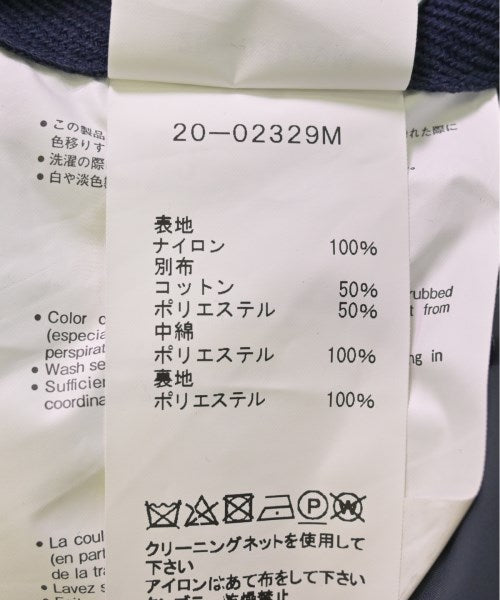 20-02329M
表地
ナイロン 100%
別布
コットン 50%
ポリエステル 50%
中綿
ポリエステル 100%
裏地
ポリエステル 100%
P
W
クリーニングネットを使用して
下さい
アイロンはあて布をして下さい
• この製品
色移りす
• 洗濯の際
• 白や淡色
れた際に
• Color
(especia
perspirat
• Wash se
• Sufficien
coordina
rubbed
from
in
• La coul
(en part
de la tra
• Lavez s